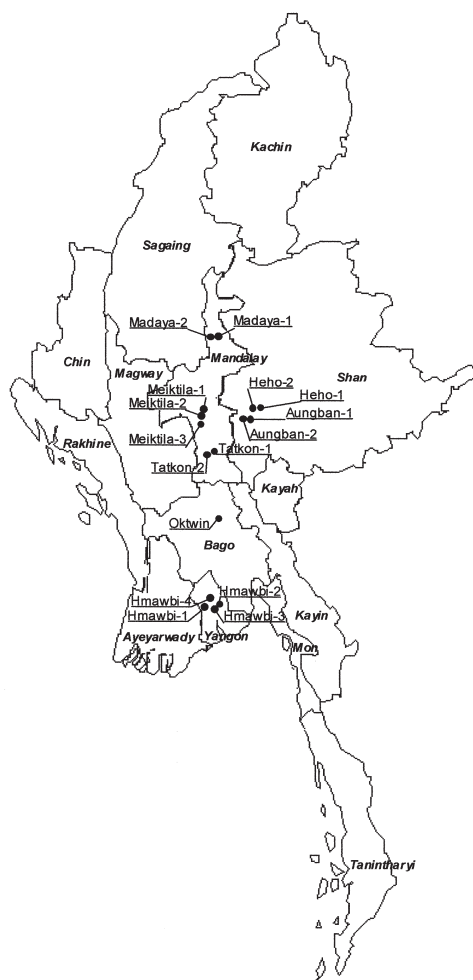 Kachin
Sagaing
Madaya-2
Madaya-1
Mandalay
Chin
Magway
Shan
Meiktila-1
Meiktila-2
Meiktila-3
Heho-2
Heho-1
Aungban-1
Aungban-2
Rakhine
Tatkon-1
Tatkon-2
Kayah
Oktwin
Bago
Hmawbi-4
Hmawbi-2
Hmawbi-1
Hmawbi-3
Ayeyarwady
Yangon
Kayin
Mon
Tanintharyi